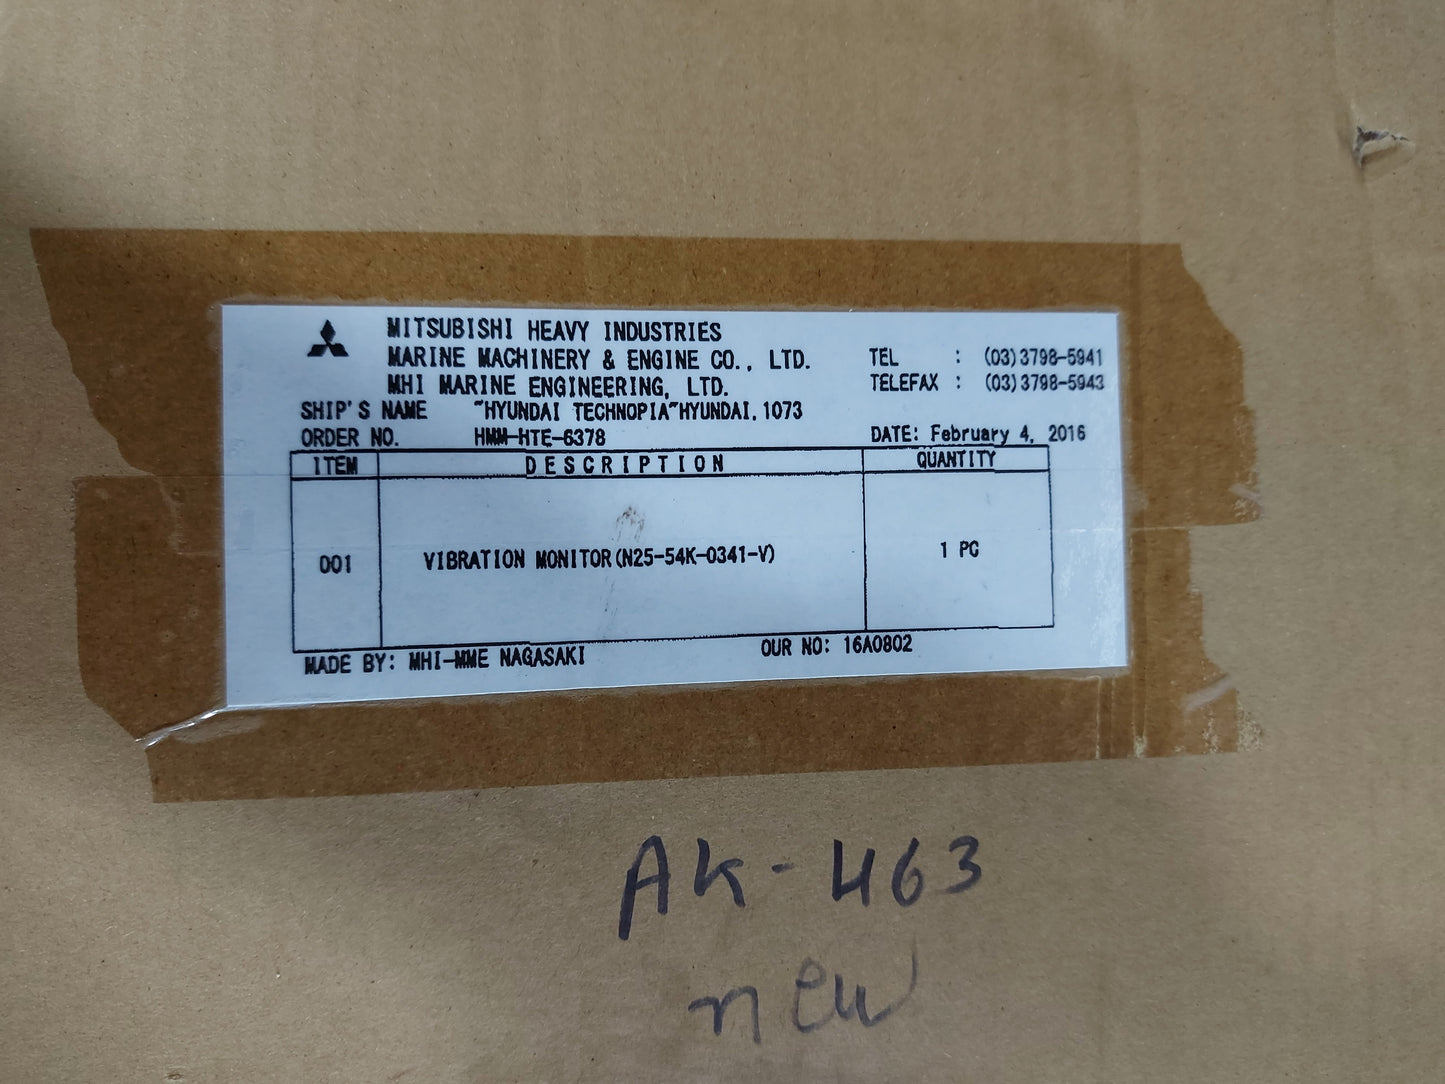 MITSUBISHI HEAVY INDUSTRIES
MARINE MACHINERY & ENGINE CO., LTD. TEL : (03)3798-5941
MHI MARINE ENGINEERING, LTD. TELEFAX : (03)3798-5943
SHIP'S NAME "HYUNDAI TECHNOPIA"HYUNDAI.1073
ORDER NO. HMM-HTE-6378 DATE: February 4, 2016
ITEM DESCRIPTION QUANTITY
001 VIBRATION MONITOR(N25-54K-0341-V) 1 PC
MADE BY: MHI-MME NAGASAKI OUR NO: 16A0802
AK-463
new